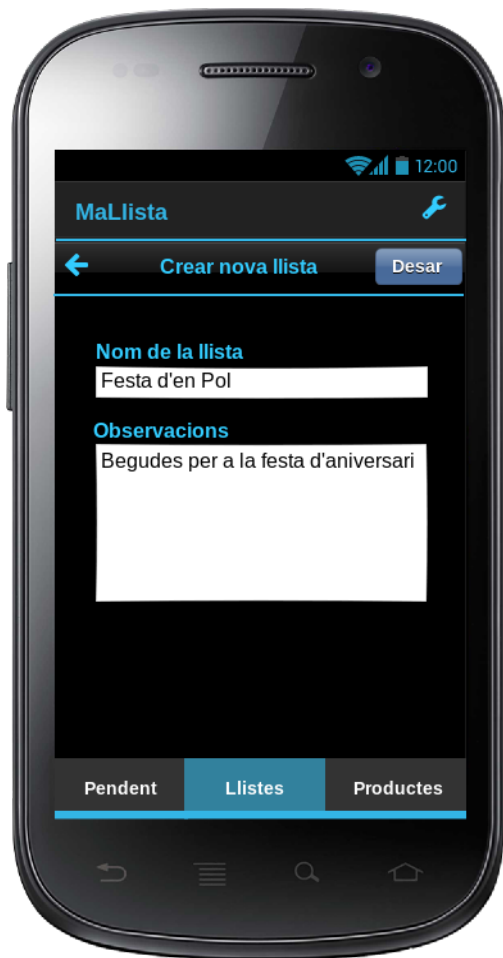 12:00
MaLlista
Crear nova llista Desar
Nom de la llista
Festa d'en Pol
Observacions
Begudes per a la festa d'aniversari
Pendent Llistes Productes